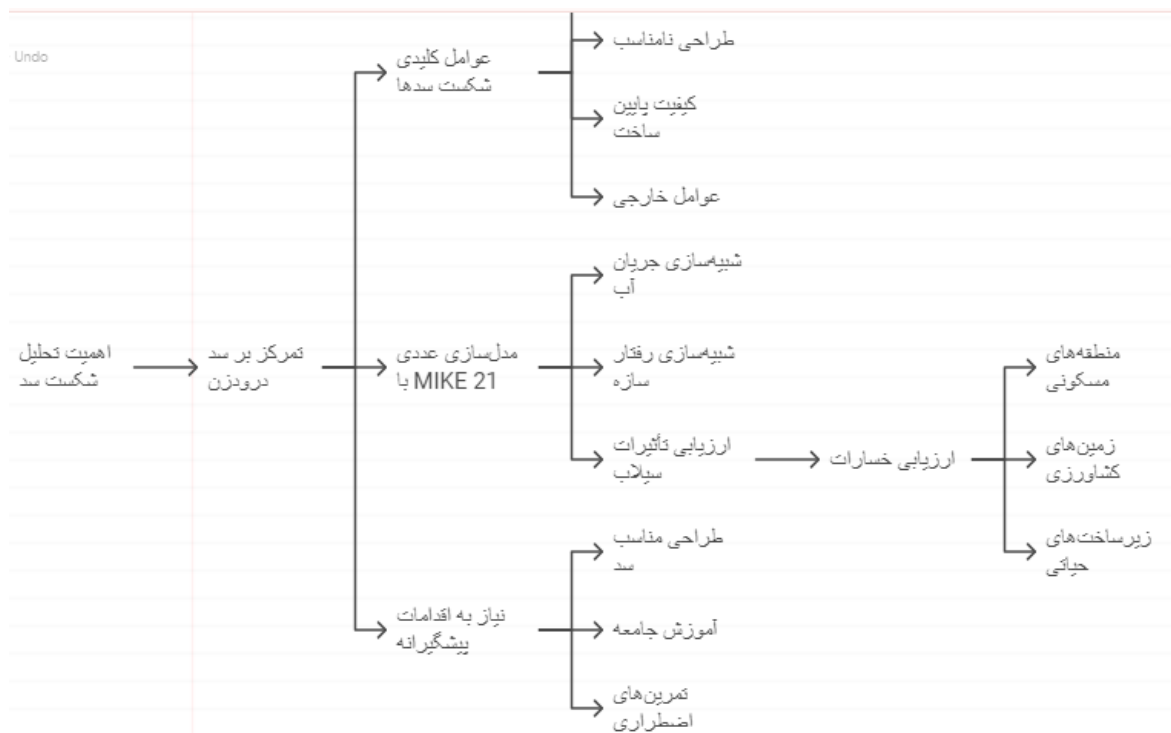 Undo
اهمیت تحلیل
شکست سد
تمرکز بر سد
درودزن
عوامل کلیدی
شکست سدها
طراحی نامناسب
کیفیت پایین
ساخت
عوامل خارجی
مدل‌سازی عددی
با MIKE 21
شبیه‌سازی جریان
آب
شبیه‌سازی رفتار
سازه
ارزیابی تأثیرات
سیلاب
ارزیابی خسارات
منطقه‌های
مسکونی
زمین‌های
کشاورزی
زیرساخت‌های
حیاتی
نیاز به اقدامات
پیشگیرانه
طراحی مناسب
سد
آموزش جامعه
تمرین‌های
اضطراری